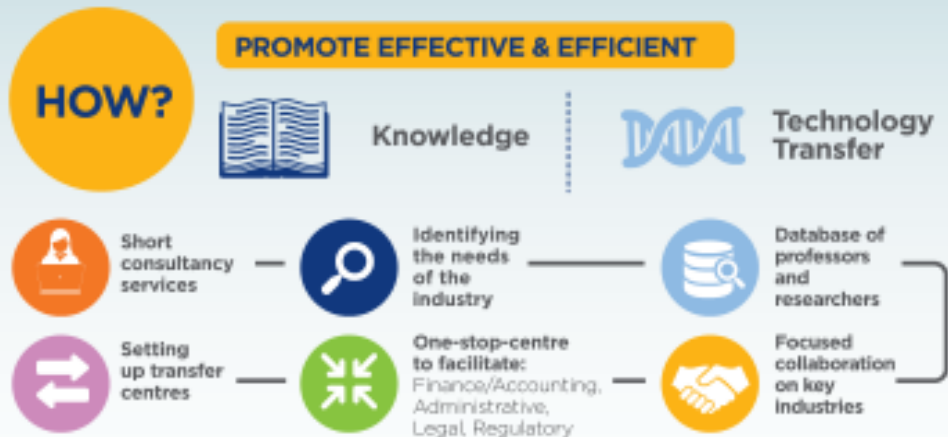 HOW?
PROMOTE EFFECTIVE & EFFICIENT
Knowledge
Technology
Transfer
Short
consultancy
services
Identifying
the needs
of the
industry
Database of
professors
and
researchers
Setting
up transfer
centres
One-stop-centre
to facilitate:
Finance/Accounting,
Administrative,
Legal, Regulatory
Focused
collaboration
on key
industries